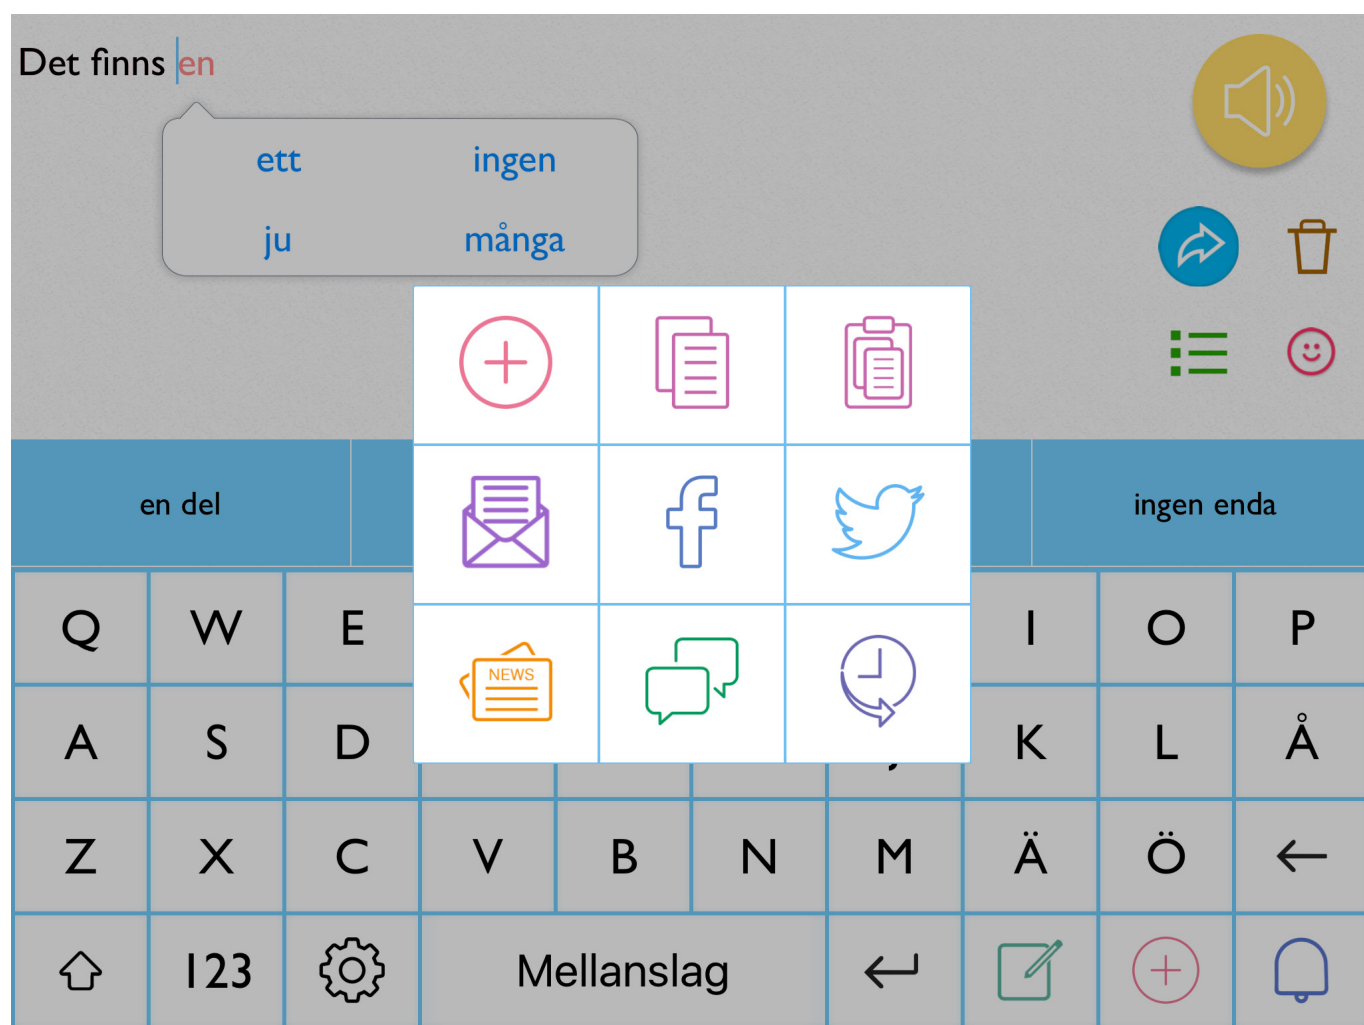 Det finns en
ett ingen
ju många
en del ingen enda
NEWS
Q W E I O P
A S D K L Å
Z X C V B N M Ä Ö
123 Mellanslag